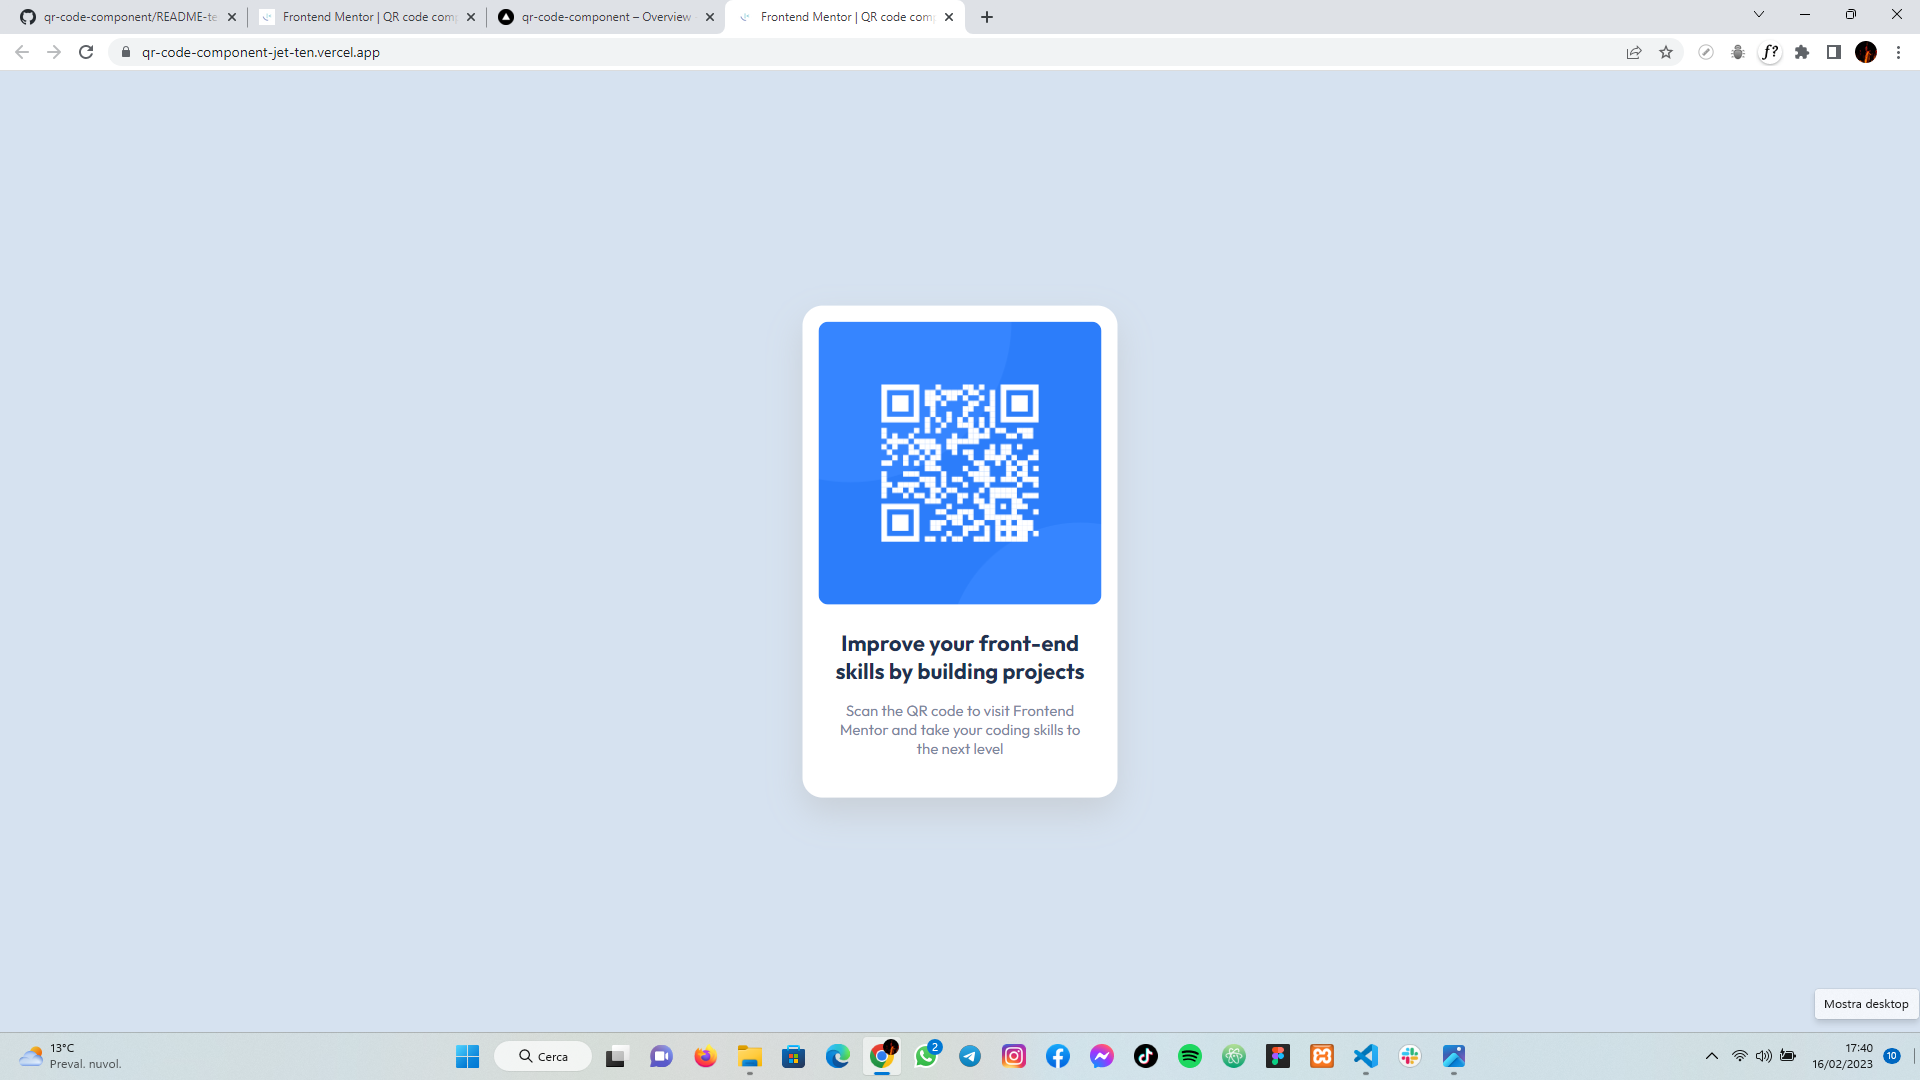 qr-code-component/README-te
Frontend Mentor | QR code com
qr-code-component – Overview
Frontend Mentor | QR code com
qr-code-component-jet-ten.vercel.app
f?
Improve your front-end
skills by building projects
Scan the QR code to visit Frontend
Mentor and take your coding skills to
the next level
Mostra desktop
13°C
Preval. nuvol.
Cerca
2
17:40
16/02/2023
10